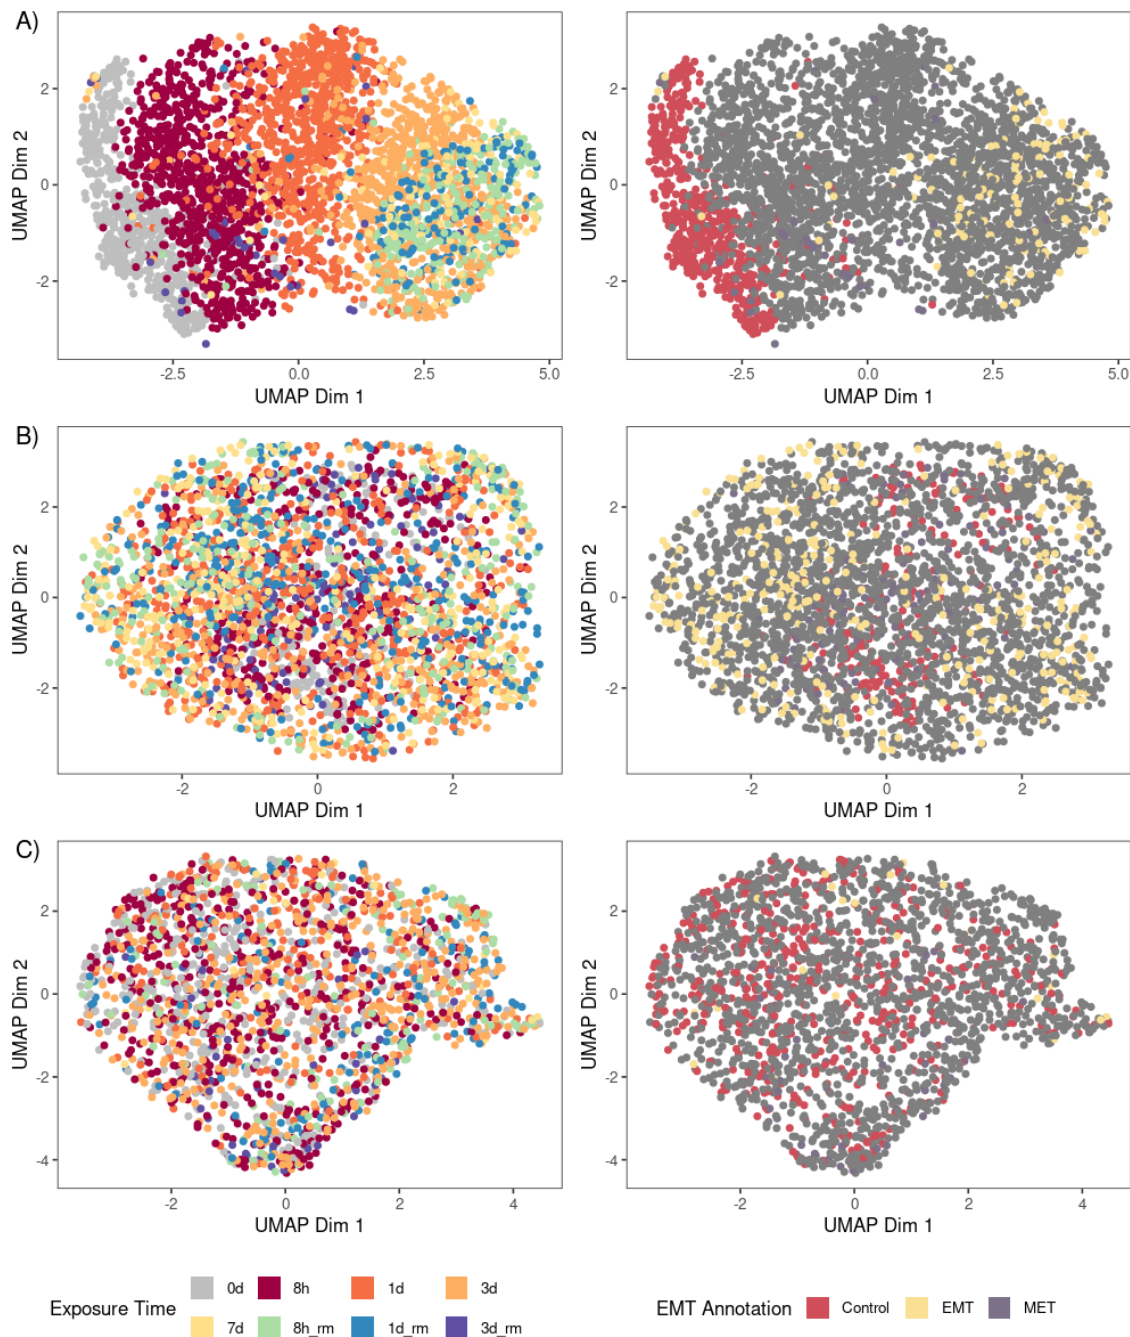 A)
UMAP Dim 2
2
0
-2
-2.5 0.0 2.5 5.0
UMAP Dim 1
UMAP Dim 2
2
0
-2
-2.5 0.0 2.5 5.0
UMAP Dim 1
B)
UMAP Dim 2
2
0
-2
-2 0 2
UMAP Dim 1
UMAP Dim 2
2
0
-2
-2 0 2
UMAP Dim 1
C)
UMAP Dim 2
2
0
-2
-4
-2 0 2 4
UMAP Dim 1
UMAP Dim 2
2
0
-2
-4
-2 0 2 4
UMAP Dim 1
Exposure Time
0d 8h 1d 3d
7d 8h_rm 1d_rm 3d_rm
EMT Annotation Control EMT MET